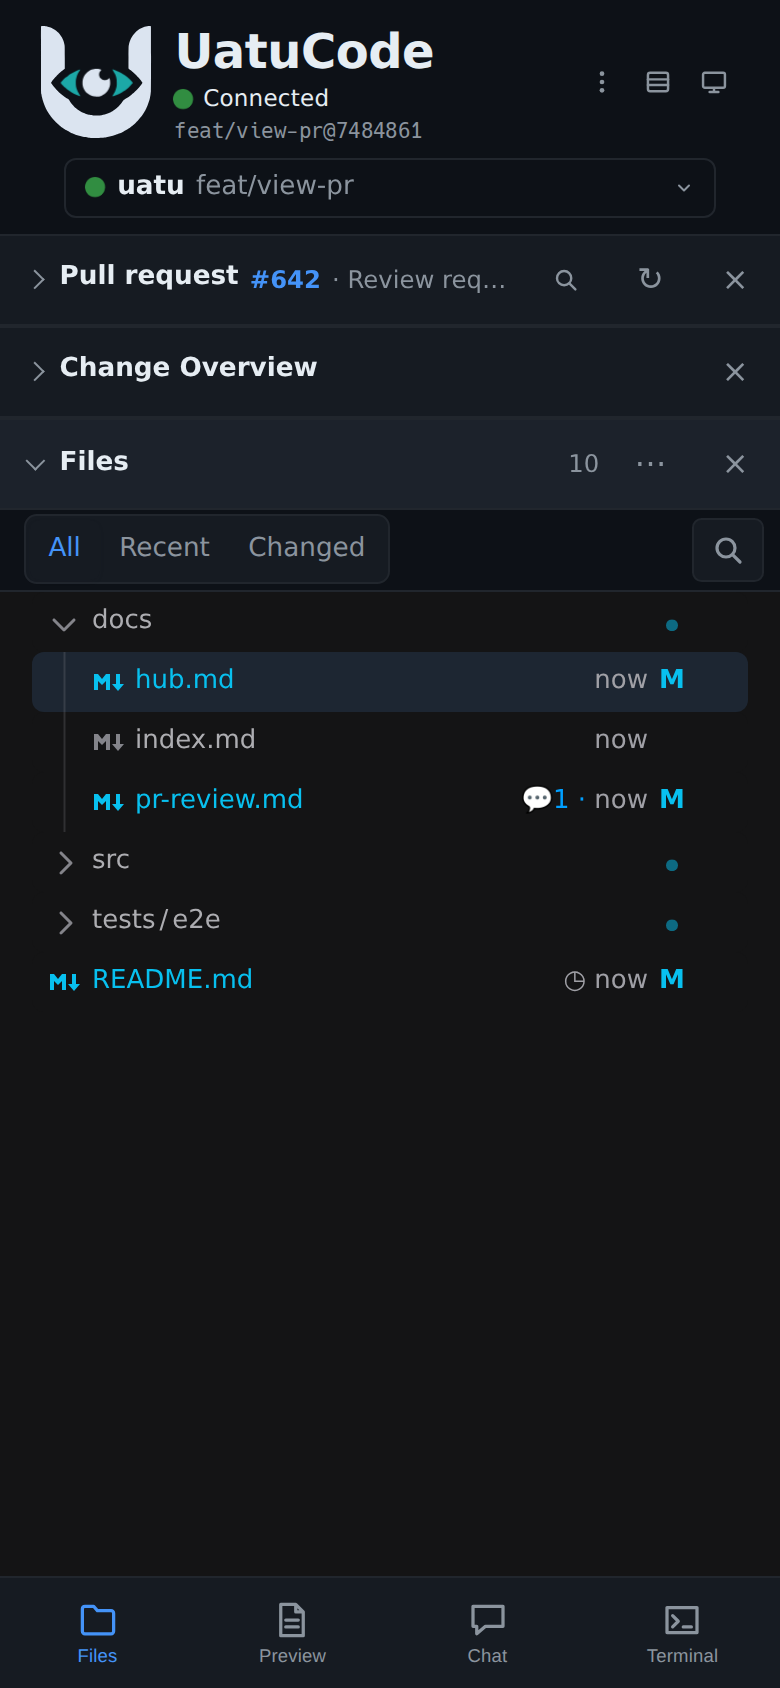 UatuCode
Connected
feat/view-pr@7484861
uatu feat/view-pr
Pull request #642 · Review req…
Change Overview
Files 10 ···
All Recent Changed
docs
hub.md now M
index.md now
pr-review.md 💬1 · now M
src
tests/e2e
README.md ◷ now M
Files Preview Chat Terminal